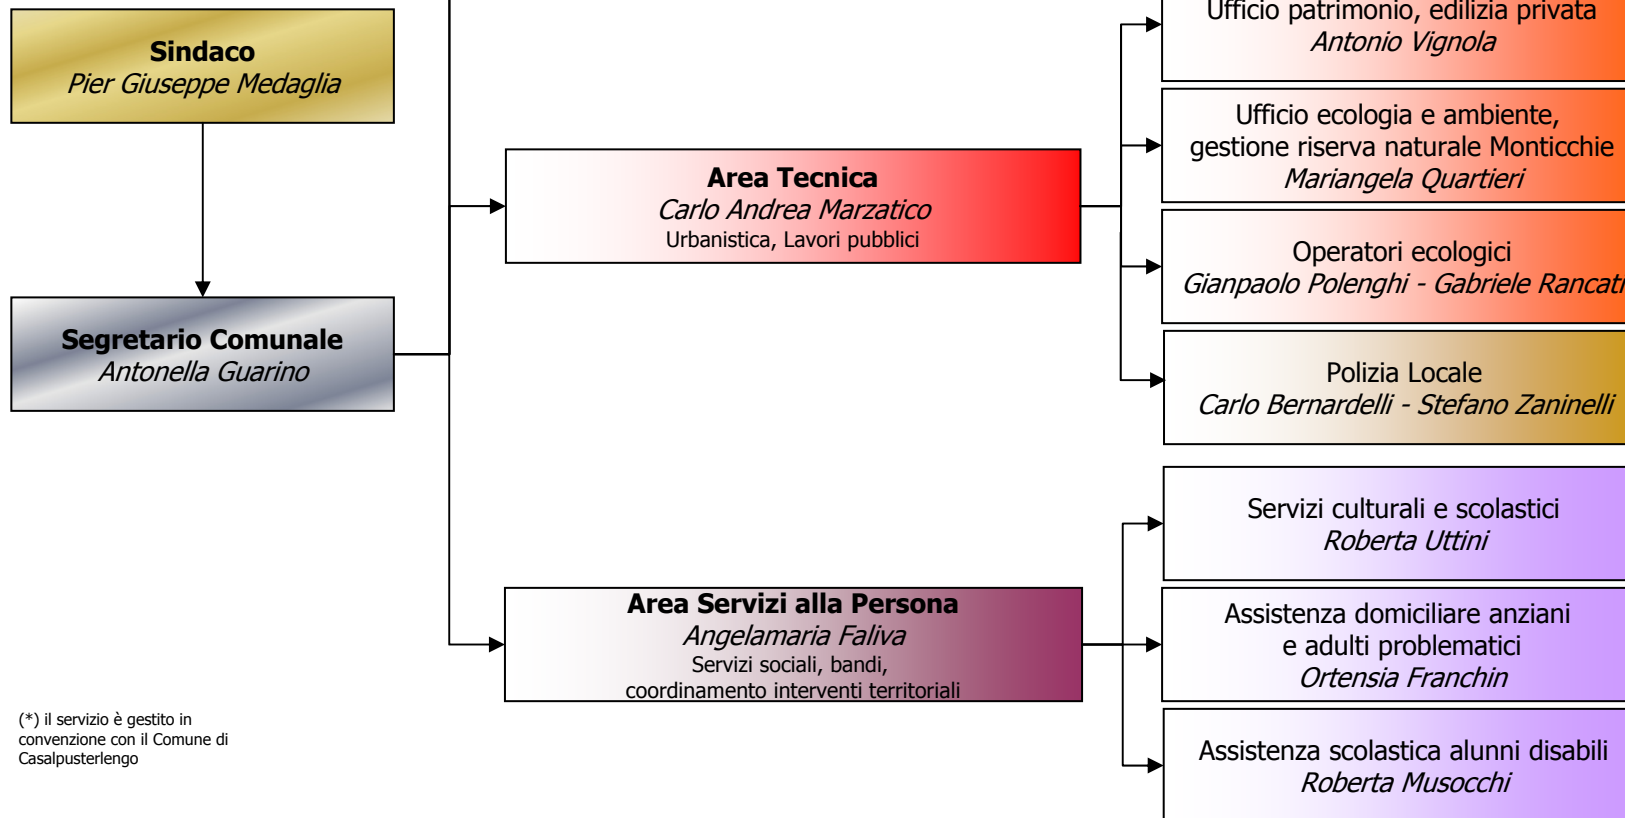 Sindaco
Pier Giuseppe Medaglia
Segretario Comunale
Antonella Guarino
(*) il servizio è gestito in
convenzione con il Comune di
Casalpusterlengo
Area Tecnica
Carlo Andrea Marzatico
Urbanistica, Lavori pubblici
Area Servizi alla Persona
Angelamaria Faliva
Servizi sociali, bandi,
coordinamento interventi territoriali
Ufficio patrimonio, edilizia privata
Antonio Vignola
Ufficio ecologia e ambiente,
gestione riserva naturale Monticchie
Mariangela Quartieri
Operatori ecologici
Gianpaolo Polenghi - Gabriele Rancati
Polizia Locale
Carlo Bernardelli - Stefano Zaninelli
Servizi culturali e scolastici
Roberta Uttini
Assistenza domiciliare anziani
e adulti problematici
Ortensia Franchin
Assistenza scolastica alunni disabili
Roberta Musocchi